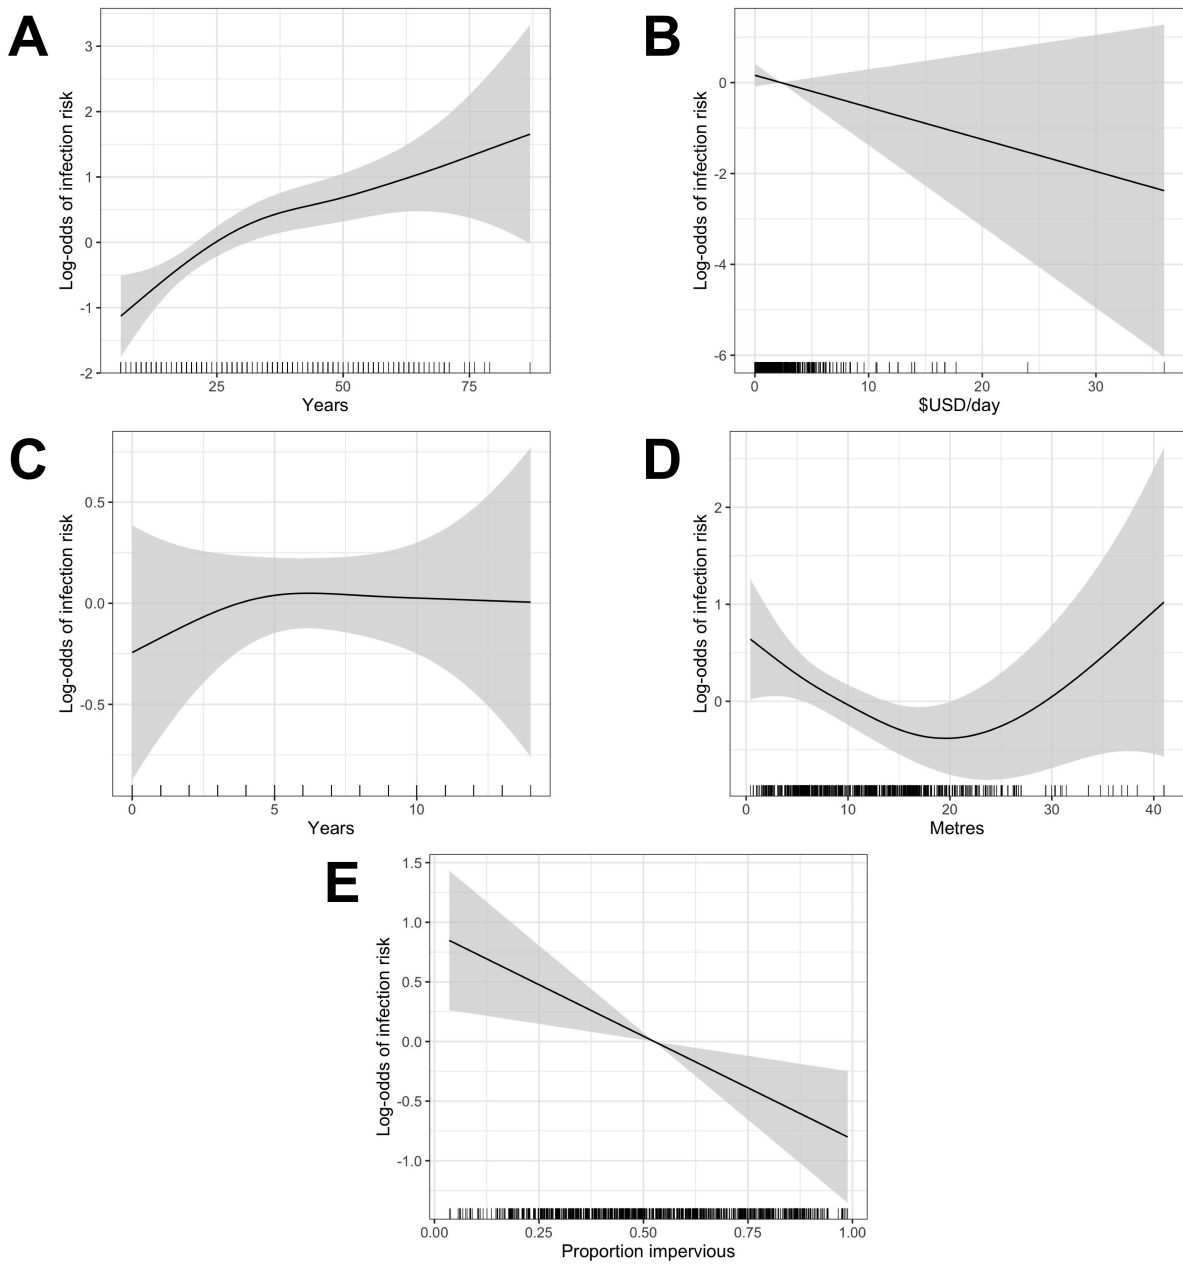 A
B
3
2
1
0
-1
-2
Log-odds of infection risk
25
50
75
Years
0
-2
-4
-6
Log-odds of infection risk
0
10
20
30
$USD/day
C
D
0.5
0.0
-0.5
Log-odds of infection risk
0
5
10
Years
2
1
0
Log-odds of infection risk
0
10
20
30
40
Metres
E
1.5
1.0
0.5
0.0
-0.5
-1.0
Log-odds of infection risk
0.00
0.25
0.50
0.75
1.00
Proportion impervious